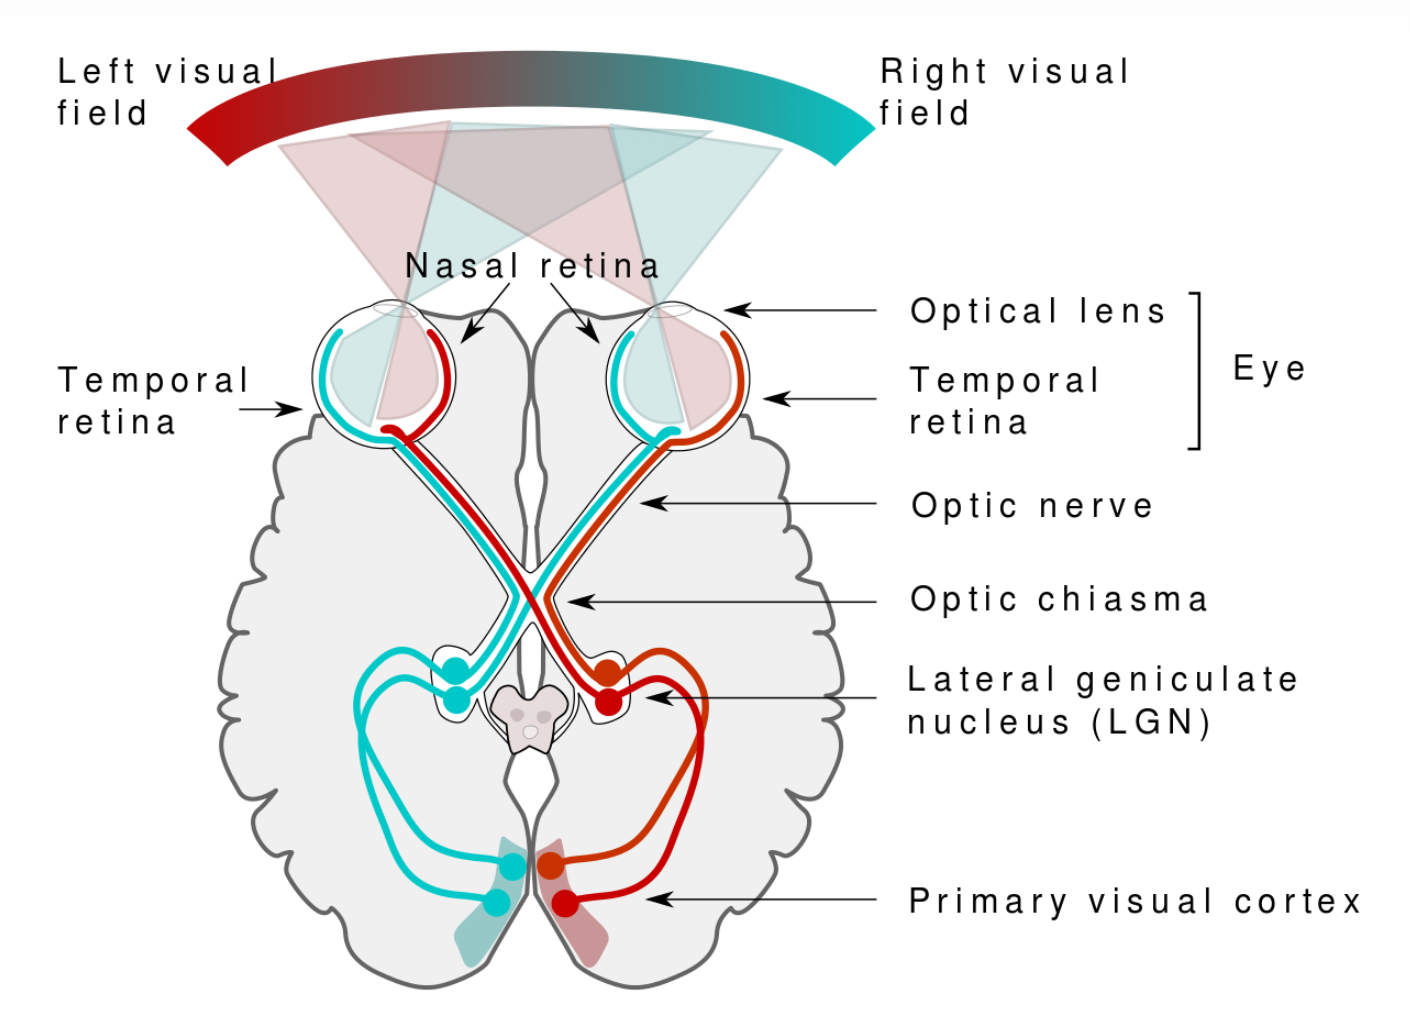 Left visual
field
Right visual
field
Nasal retina
Optical lens
Eye
Temporal
retina
Temporal
retina
Optic nerve
Optic chiasma
Lateral geniculate
nucleus (LGN)
Primary visual cortex